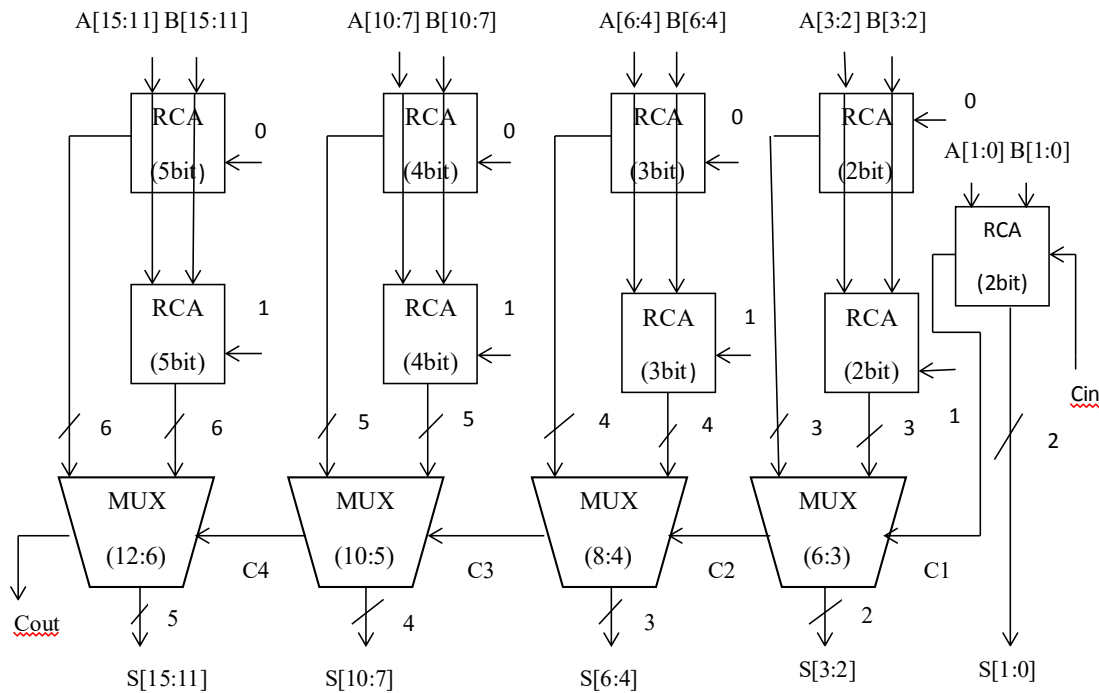 A[15:11] B[15:11]
A[10:7] B[10:7]
A[6:4] B[6:4]
A[3:2] B[3:2]
RCA
(5bit)
0
RCA
(4bit)
0
RCA
(3bit)
0
RCA
(2bit)
0
A[1:0] B[1:0]
RCA
(2bit)
RCA
(5bit)
1
RCA
(4bit)
1
RCA
(3bit)
1
RCA
(2bit)
1
Cin
6
6
5
5
4
4
3
3
2
MUX
(12:6)
MUX
(10:5)
MUX
(8:4)
MUX
(6:3)
C4
C3
C2
C1
Cout
5
4
3
2
S[15:11]
S[10:7]
S[6:4]
S[3:2]
S[1:0]